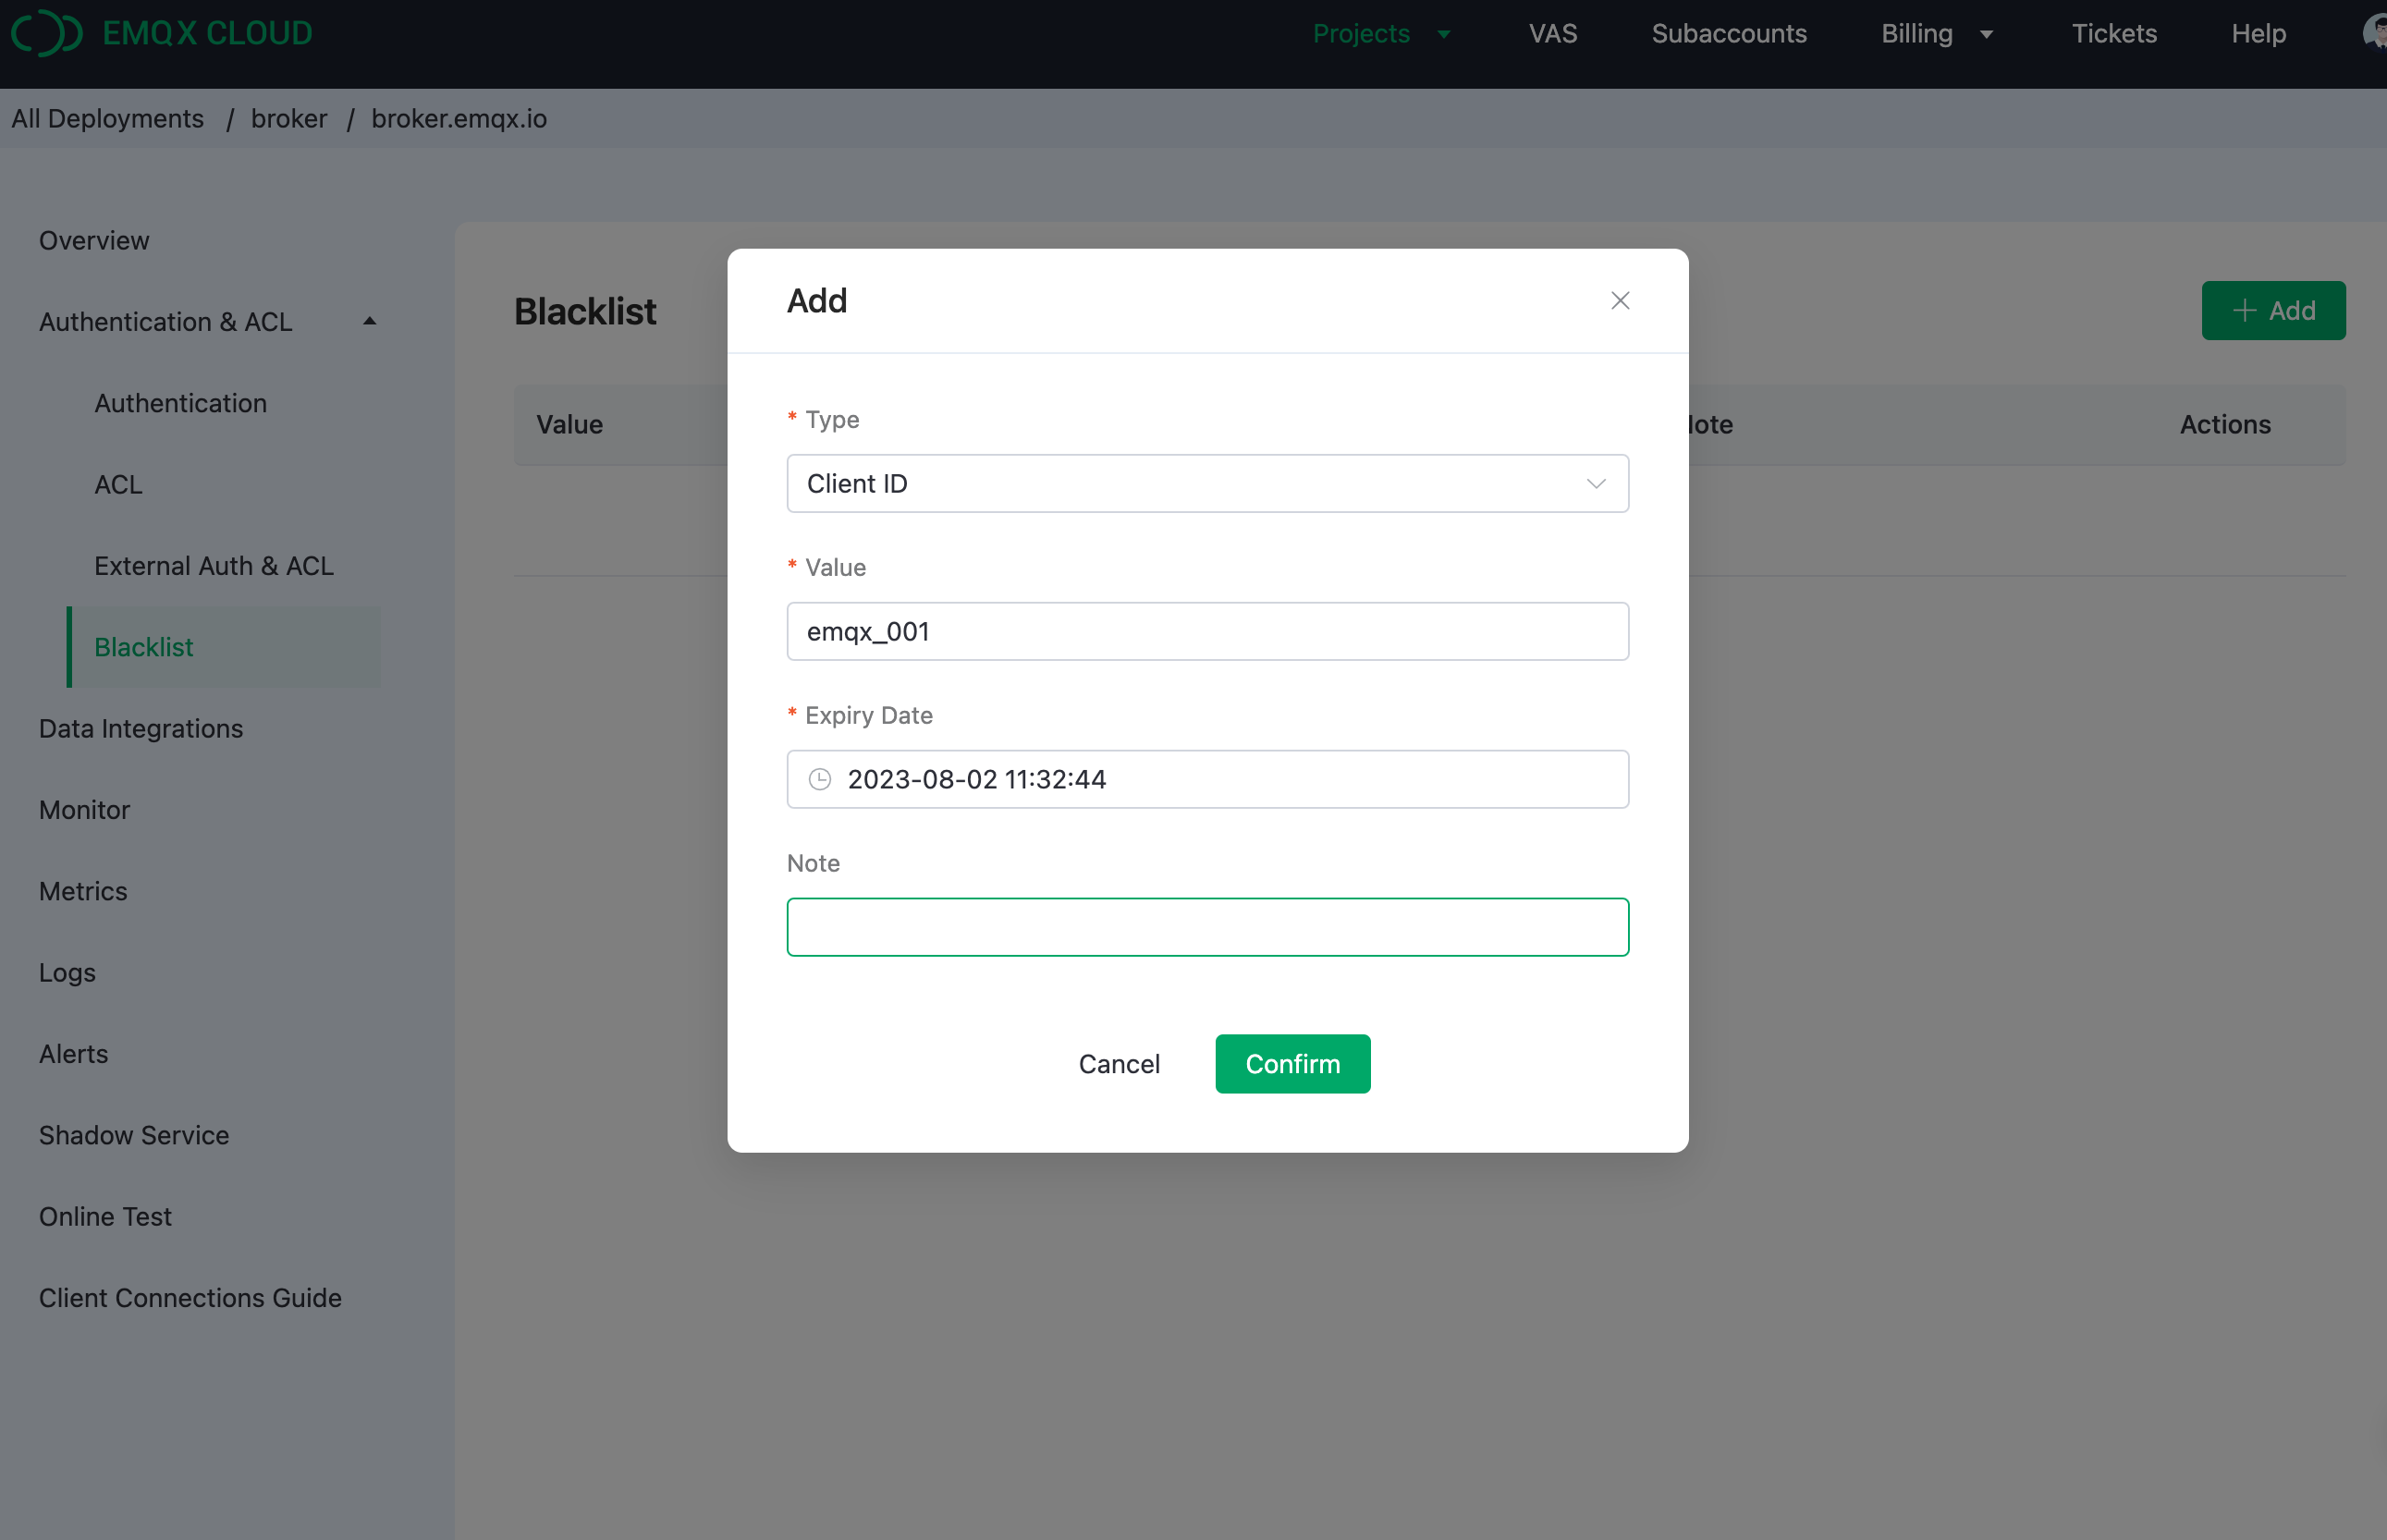 EMQX CLOUD
Projects
VAS
Subaccounts
Billing
Tickets
Help
All Deployments / broker / broker.emqx.io
Overview
Authentication & ACL
Authentication
ACL
External Auth & ACL
Blacklist
Data Integrations
Monitor
Metrics
Logs
Alerts
Shadow Service
Online Test
Client Connections Guide
Blacklist
+ Add
Value
Actions
Add
* Type
Client ID
* Value
emqx_001
* Expiry Date
2023-08-02 11:32:44
Note
Cancel
Confirm